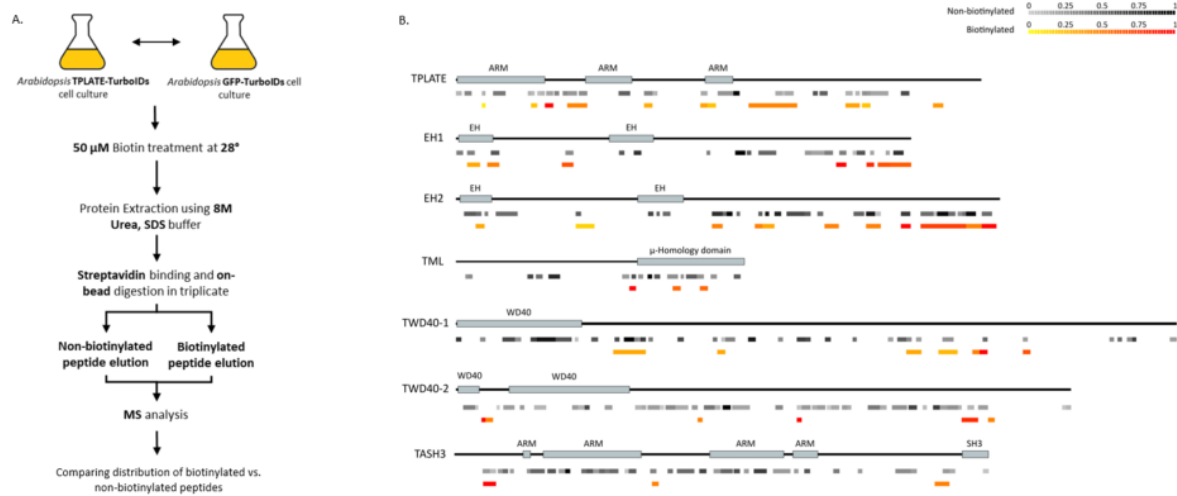 A.
Arabidopsis TPLATE-TurboIDs
cell culture
Arabidopsis GFP-TurboIDs cell
culture
50 µM Biotin treatment at 28°
Protein Extraction using 8M
Urea, SDS buffer
Streptavidin binding and on-
bead digestion in triplicate
Non-biotinylated
peptide elution
Biotinylated
peptide elution
MS analysis
Comparing distribution of biotinylated vs.
non-biotinylated peptides
B.
0 0.25 0.5 0.75 1
Non-biotinylated
0 0.25 0.5 0.75 1
Biotinylated
ARM ARM ARM
TPLATE
EH EH
EH1
EH EH
EH2
µ-Homology domain
TML
WD40
TWD40-1
WD40 WD40
TWD40-2
ARM ARM ARM ARM SH3
TASH3